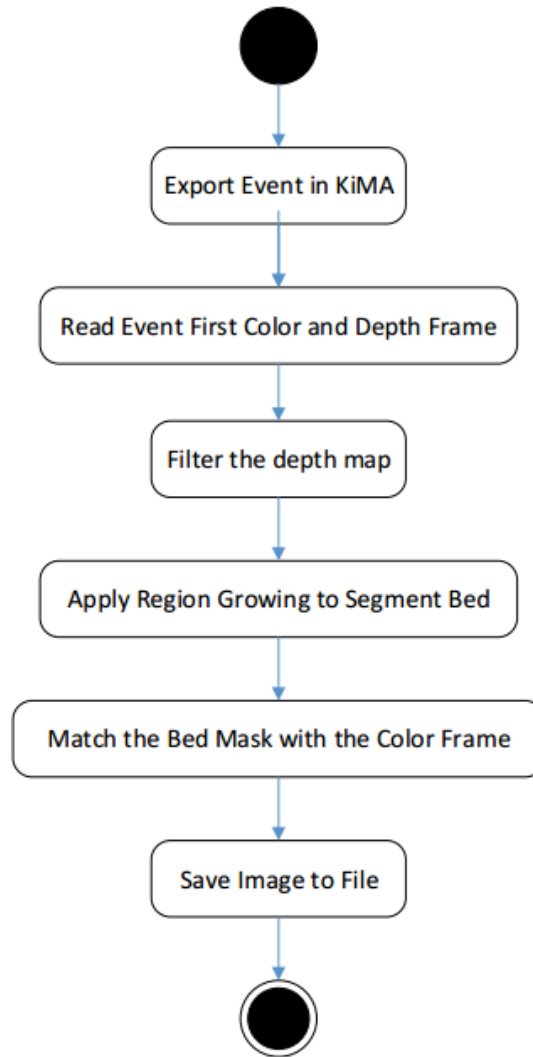 Export Event in KiMA
Read Event First Color and Depth Frame
Filter the depth map
Apply Region Growing to Segment Bed
Match the Bed Mask with the Color Frame
Save Image to File